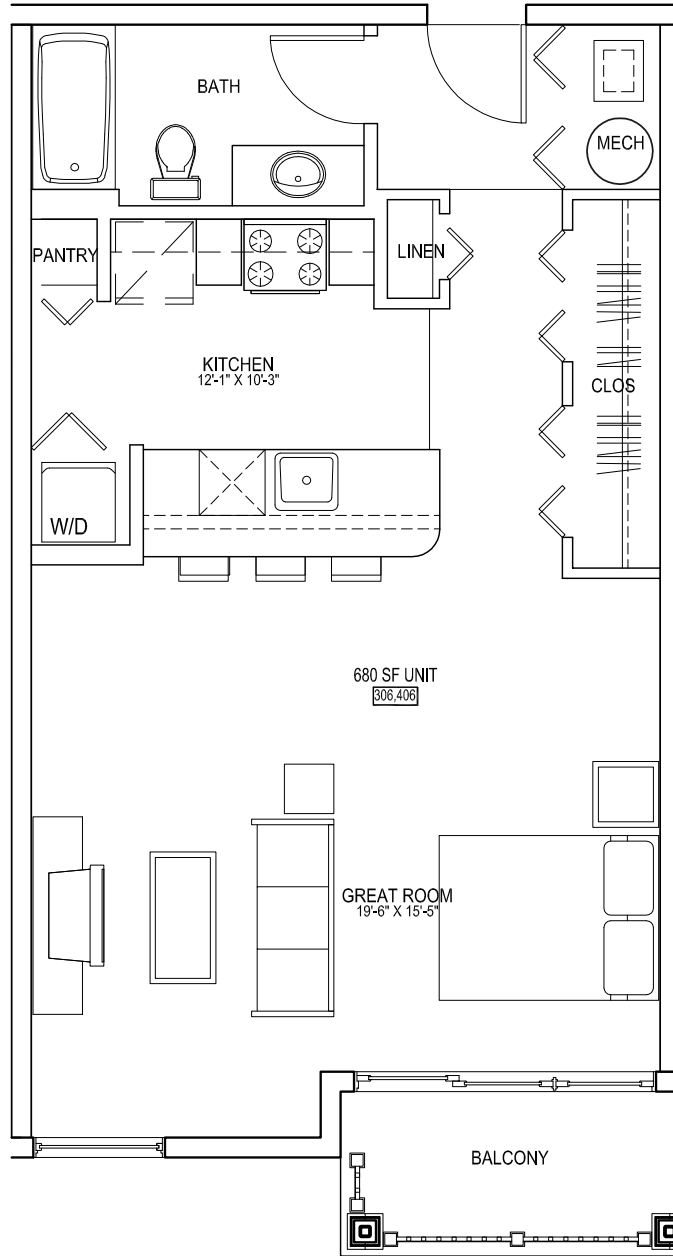 BATH
MECH
PANTRY
LINEN
KITCHEN
12'-1" X 10'-3"
CLOS
W/D
680 SF UNIT
306,406
GREAT ROOM
19'-6" X 15'-5"
BALCONY